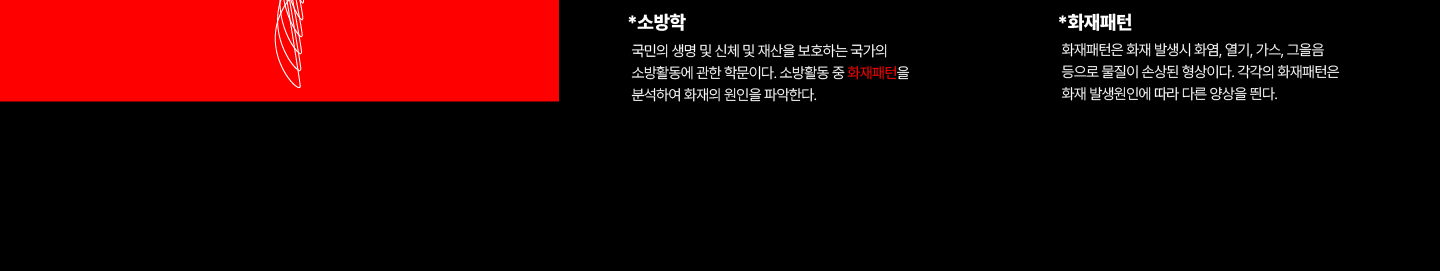 *소방학
국민의 생명 및 신체 및 재산을 보호하는 국가의
소방활동에 관한 학문이다. 소방활동 중 화재패턴을
분석하여 화재의 원인을 파악한다.
*화재패턴
화재패턴은 화재 발생시 화염, 열기, 가스, 그을음
등으로 물질이 손상된 형상이다. 각각의 화재패턴은
화재 발생원인에 따라 다른 양상을 띈다.